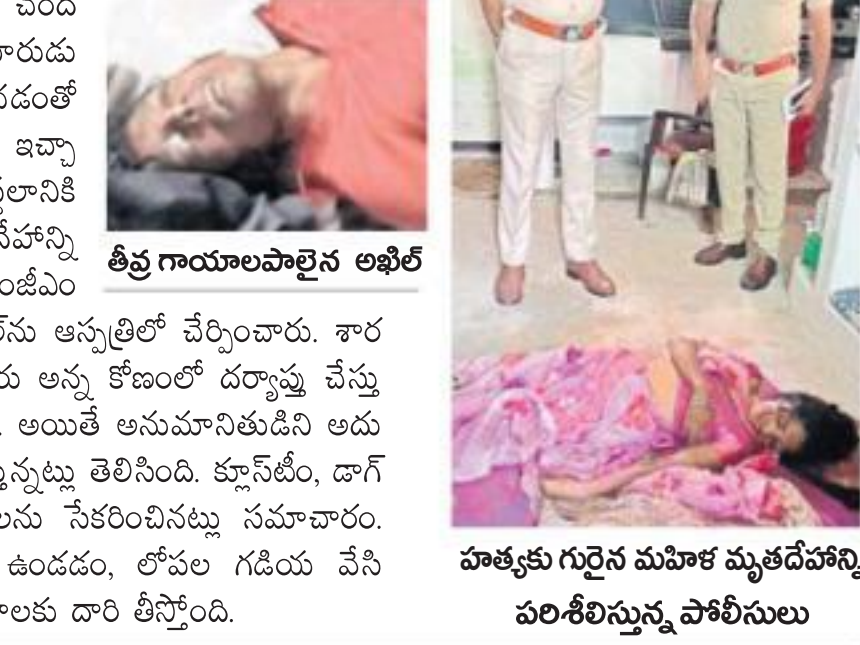 చెంది
ారుడు
డంతో
ఇచ్చా
్థలానికి
దేహాన్ని
ంజీఎం
తీవ్ర గాయాలపాలైన అఖిల్
ల్‌ను ఆస్పత్రిలో చేర్పించారు. శార
రు అన్న కోణంలో దర్యాప్తు చేస్తు
. అయితే అనుమానితుడిని అదు
్తున్నట్లు తెలిసింది. క్లూస్‌టీం, డాగ్
లను సేకరించినట్లు సమాచారం.
ఉండడం, లోపల గడియ వేసి
ాలకు దారి తీస్తోంది.
హత్యకు గురైన మహిళ మృతదేహాన్ని
పరిశీలిస్తున్న పోలీసులు